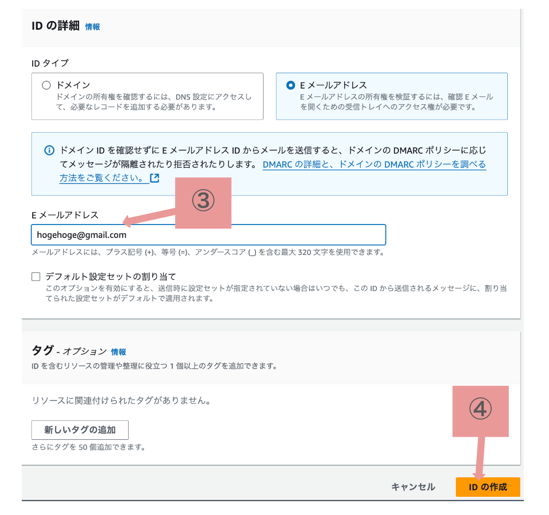 ID の詳細 情報
ID タイプ
ドメイン
ドメインの所有権を確認するには、DNS 設定にアクセスし
て、必要なレコードを追加する必要があります。
E メールアドレス
E メールアドレスの所有権を検証するには、確認 E メール
を開くための受信トレイへのアクセス権が必要です。
ドメイン ID を確認せずに E メールアドレス ID からメールを送信すると、ドメインの DMARC ポリシーに応じ
てメッセージが隔離されたり拒否されたりします。 DMARC の詳細と、ドメインの DMARC ポリシーを調べる
方法をご覧ください。
③
E メールアドレス
hogehoge@gmail.com
メールアドレスには、プラス記号 (+)、等号 (=)、アンダースコア (_) を含む最大 320 文字を使用できます。
デフォルト設定セットの割り当て
このオプションを有効にすると、送信時に設定セットが指定されていない場合はいつでも、この ID から送信されるメッセージに、割り当
てられた設定セットがデフォルトで適用されます。
タグ - オプション 情報
ID を含むリソースの管理や整理に役立つ 1 個以上のタグを追加できます。
リソースに関連付けられたタグがありません。
④
新しいタグの追加
さらにタグを 50 個追加できます。
キャンセル
ID の作成